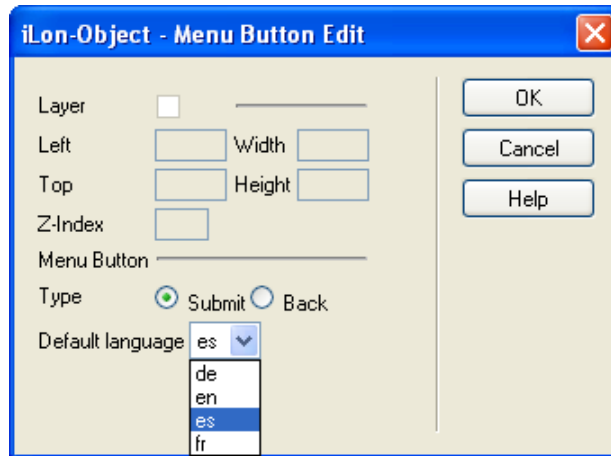 iLon-Object - Menu Button Edit
Layer
OK
Left Width
Cancel
Top Height
Help
Z-Index
Menu Button
Type Submit Back
Default language es
de
en
es
fr